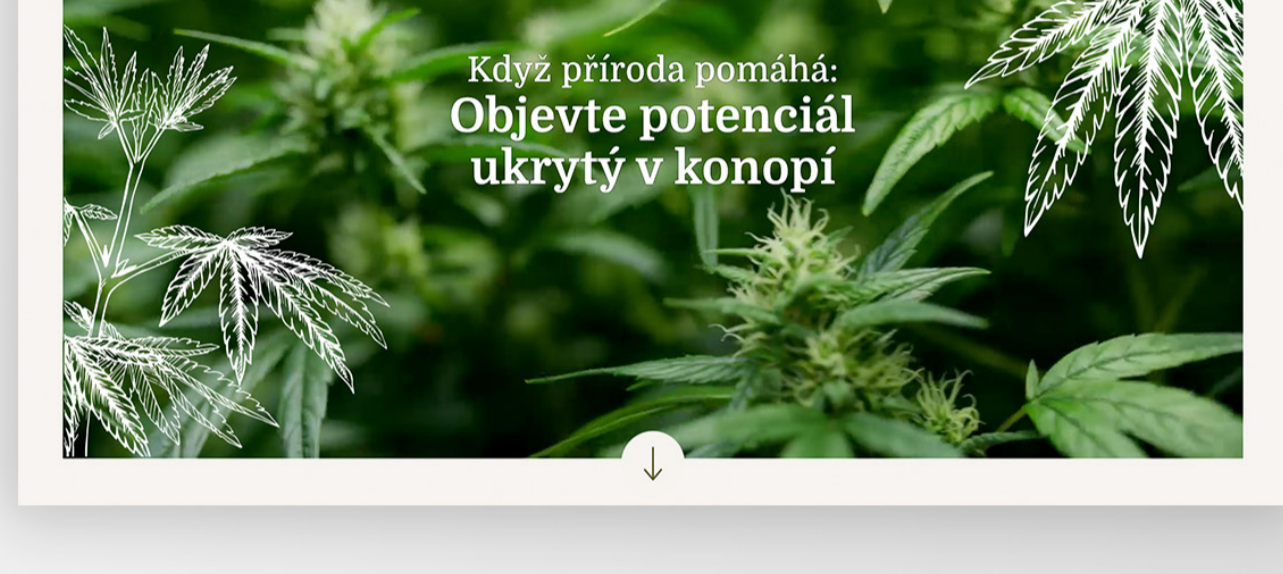 Když příroda pomáhá:
Objevte potenciál
ukrytý v konopí